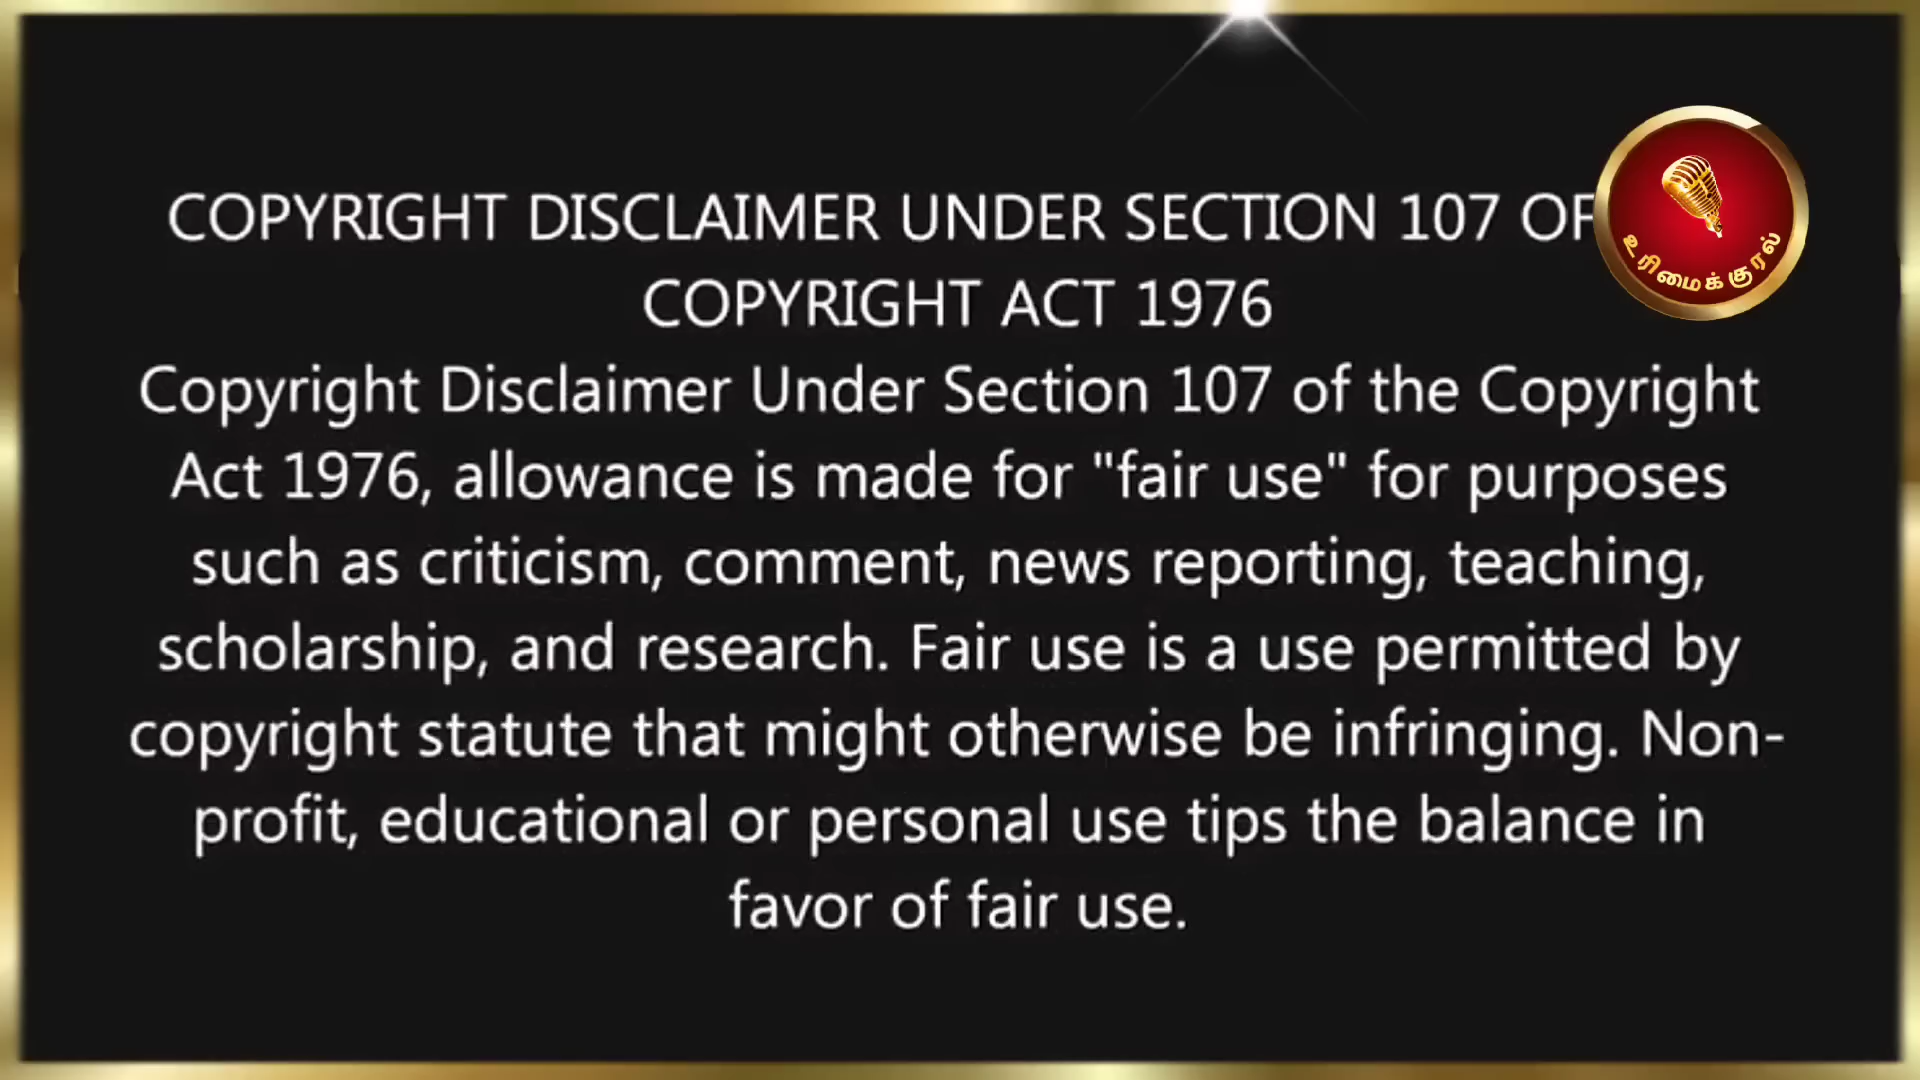 COPYRIGHT DISCLAIMER UNDER SECTION 107 OF
COPYRIGHT ACT 1976
Copyright Disclaimer Under Section 107 of the Copyright
Act 1976, allowance is made for "fair use" for purposes
such as criticism, comment, news reporting, teaching,
scholarship, and research. Fair use is a use permitted by
copyright statute that might otherwise be infringing. Non-
profit, educational or personal use tips the balance in
favor of fair use.
உரிமைக்குரல்